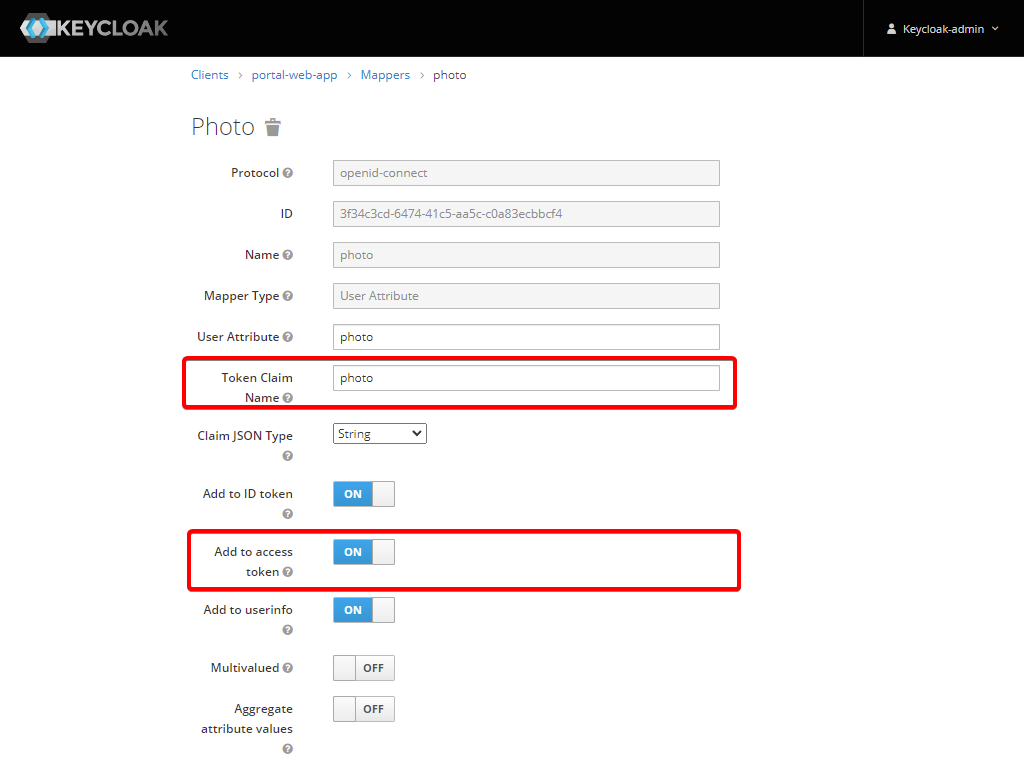 KEYCLOAK
Keycloak-admin
Clients > portal-web-app > Mappers > photo
Photo
Protocol openid-connect
ID 3f34c3cd-6474-41c5-aa5c-c0a83ecbbcf4
Name photo
Mapper Type User Attribute
User Attribute photo
Token Claim photo
Name
Claim JSON Type String
Add to ID token ON
Add to access ON
token
Add to userinfo ON
Multivalued OFF
Aggregate OFF
attribute values